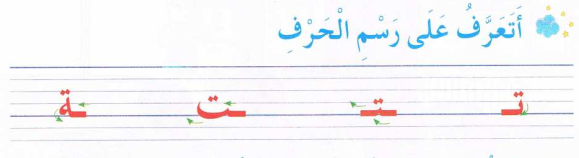 أَتَعَرَّفُ عَلَى رَسْمِ الْحَرْفِ
تـ ـتـ ـت ـة